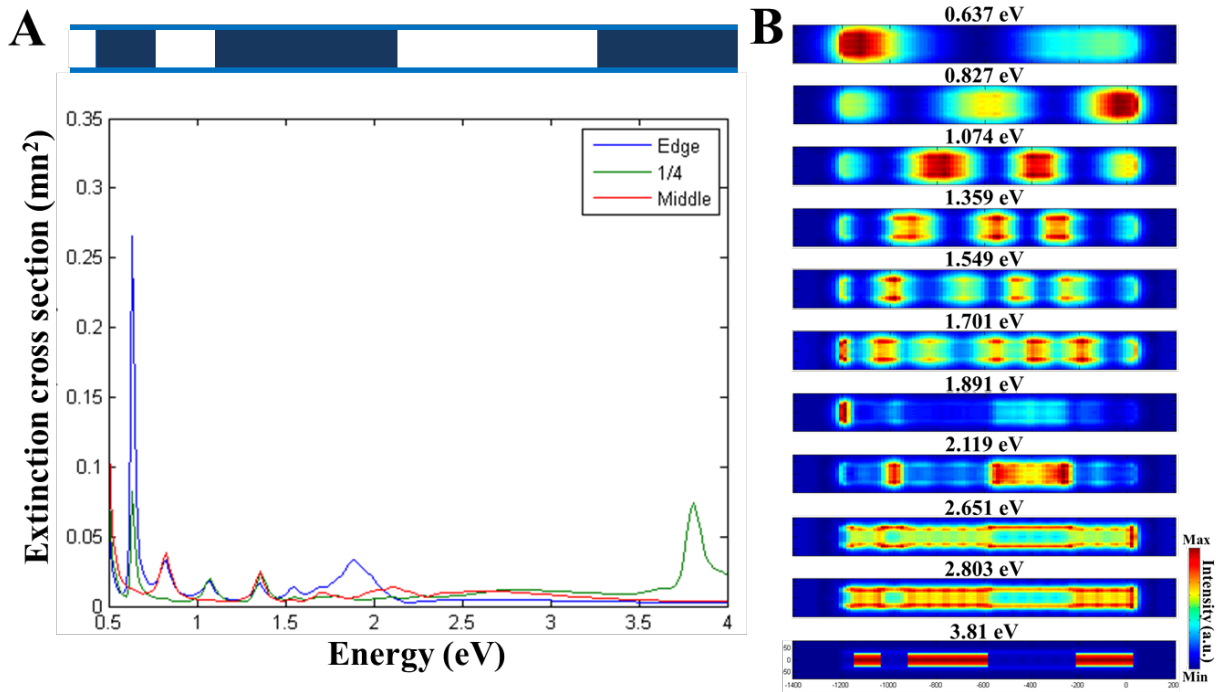 A
Extinction cross section (mn²)
0.35
0.3
0.25
0.2
0.15
0.1
0.05
0
Edge
1/4
Middle
0.5
1
1.5
2
2.5
3
3.5
4
Energy (eV)
B
0.637 eV
0.827 eV
1.074 eV
1.359 eV
1.549 eV
1.701 eV
1.891 eV
2.119 eV
2.651 eV
2.803 eV
3.81 eV
50
0
-50
-1400
-1200
-1000
-800
-600
-400
-200
0
200
Max
Intensity (a.u.)
Min